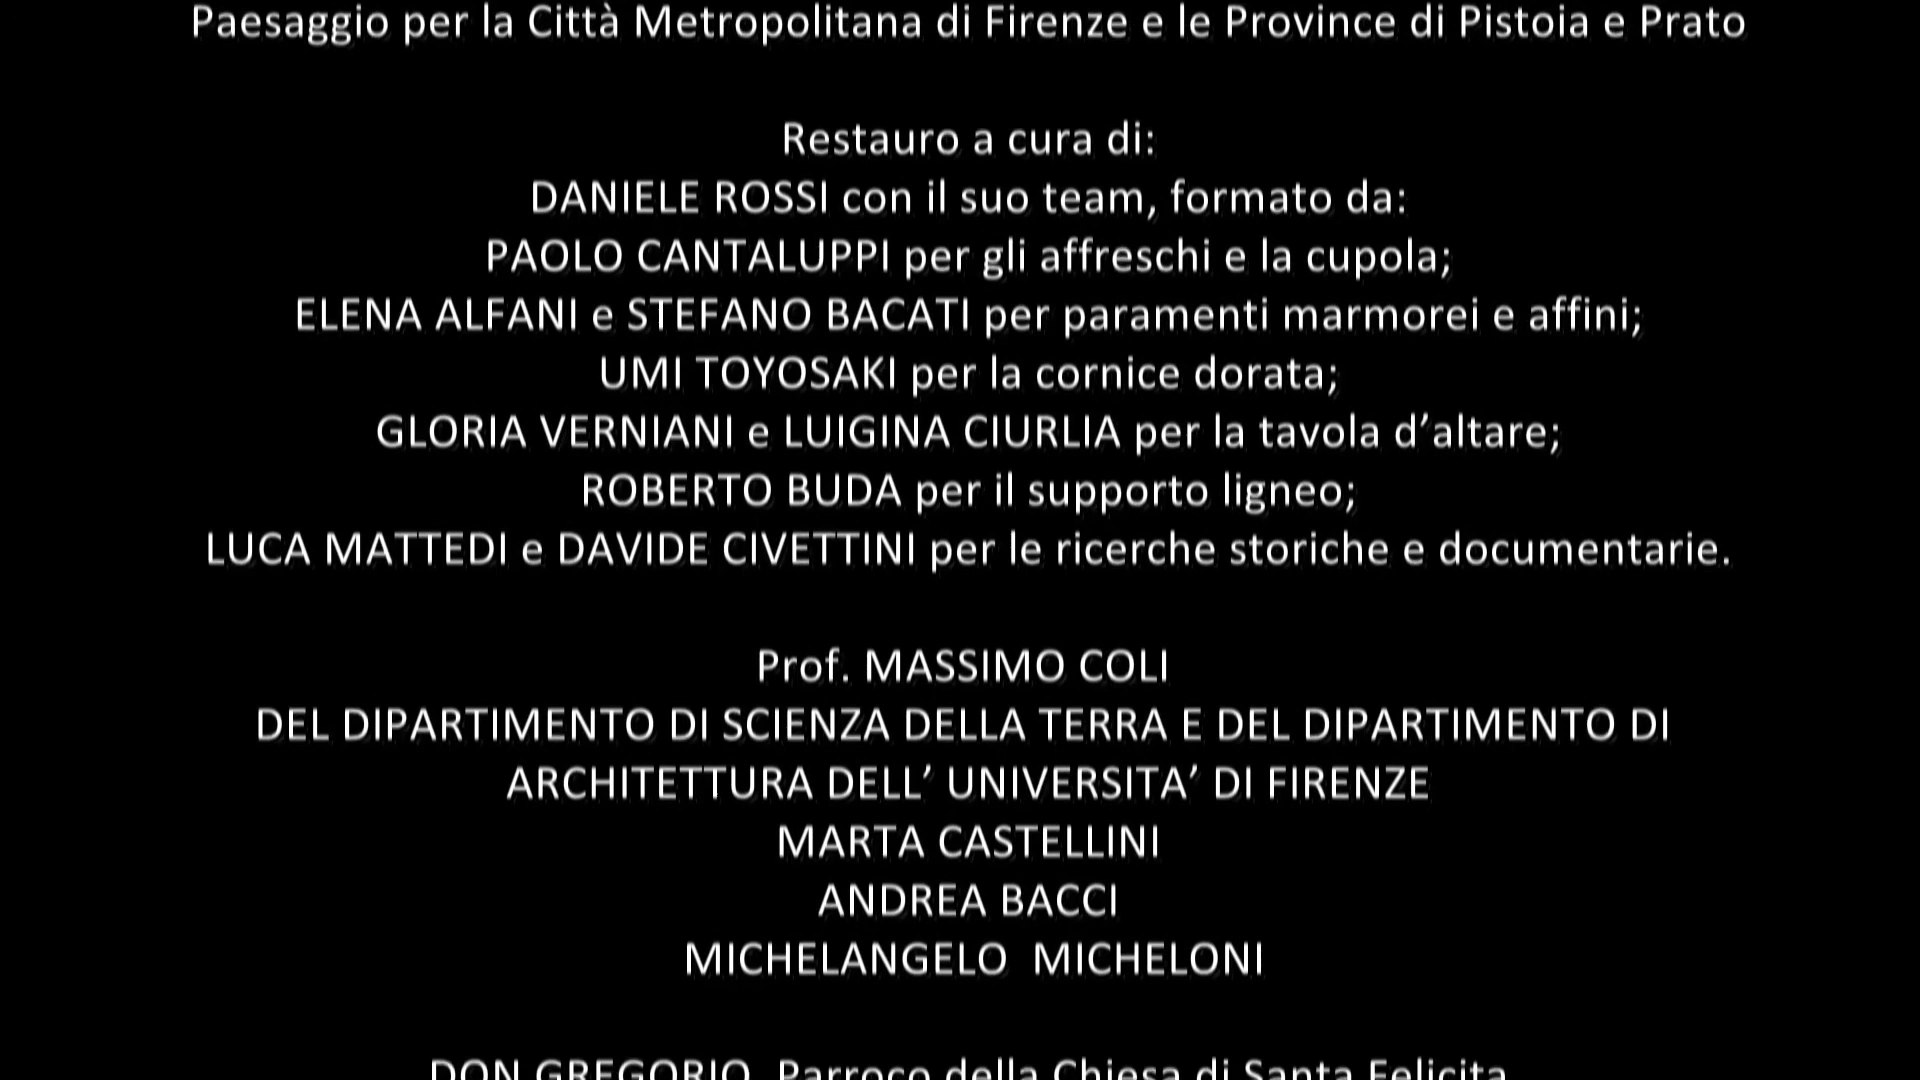 Paesaggio per la Città Metropolitana di Firenze e le Province di Pistoia e Prato
Restauro a cura di:
DANIELE ROSSI con il suo team, formato da:
PAOLO CANTALUPPI per gli affreschi e la cupola;
ELENA ALFANI e STEFANO BACATI per paramenti marmorei e affini;
UMI TOYOSAKI per la cornice dorata;
GLORIA VERNIANI e LUIGINA CIURLIA per la tavola d’altare;
ROBERTO BUDA per il supporto ligneo;
LUCA MATTEDI e DAVIDE CIVETTINI per le ricerche storiche e documentarie.
Prof. MASSIMO COLI
DEL DIPARTIMENTO DI SCIENZA DELLA TERRA E DEL DIPARTIMENTO DI
ARCHITETTURA DELL’ UNIVERSITA’ DI FIRENZE
MARTA CASTELLINI
ANDREA BACCI
MICHELANGELO  MICHELONI
DON GREGORIO, Parroco della Chiesa di Santa Felicita